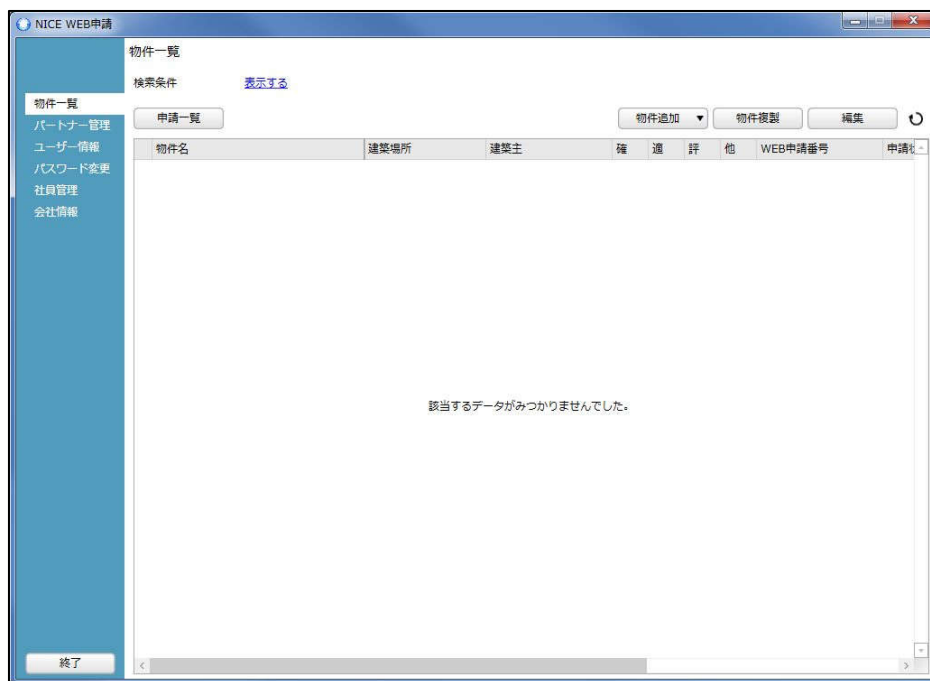 NICE WEB申請
物件一覧
検索条件 表示する
物件一覧
パートナー管理
ユーザー情報
パスワード変更
社員管理
会社情報
申請一覧 物件追加 ▼ 物件複製 編集
物件名 建築場所 建築主 確 適 評 他 WEB申請番号 申請
該当するデータがみつかりませんでした。
終了